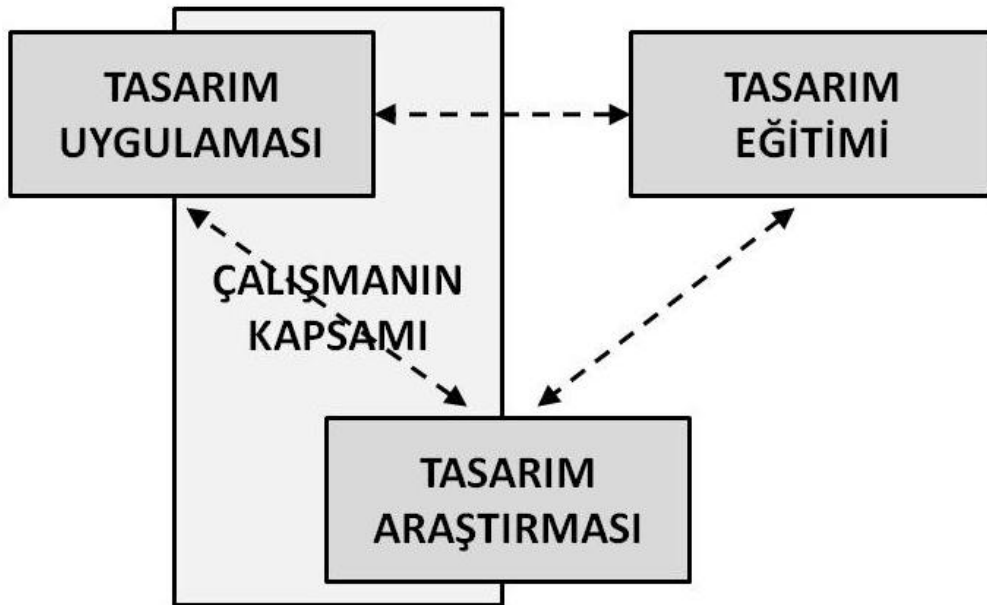 TASARIM
UYGULAMASI
TASARIM
EĞİTİMİ
ÇALIŞMANIN
KAPSAMI
TASARIM
ARAŞTIRMASI